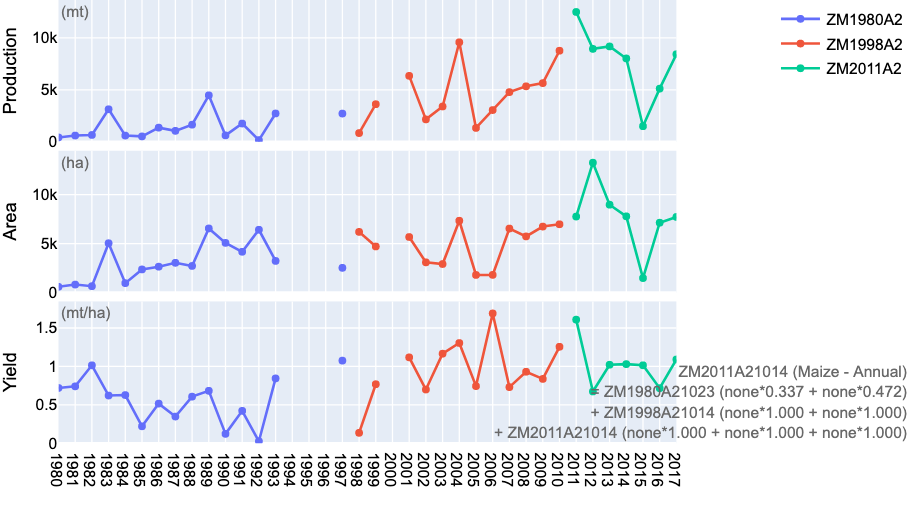 (mt)
Production
10k
5k
0
ZM1980A2
ZM1998A2
ZM2011A2
(ha)
Area
10k
5k
0
(mt/ha)
Yield
1.5
1
0.5
0
ZM2011A21014 (Maize - Annual)
= ZM1980A21023 (none*0.337 + none*0.472)
+ ZM1998A21014 (none*1.000 + none*1.000)
+ ZM2011A21014 (none*1.000 + none*1.000 + none*1.000)
1980 1981 1982 1983 1984 1985 1986 1987 1988 1989 1990 1991 1992 1993 1994 1995 1996 1997 1998 1999 2000 2001 2002 2003 2004 2005 2006 2007 2008 2009 2010 2011 2012 2013 2014 2015 2016 2017